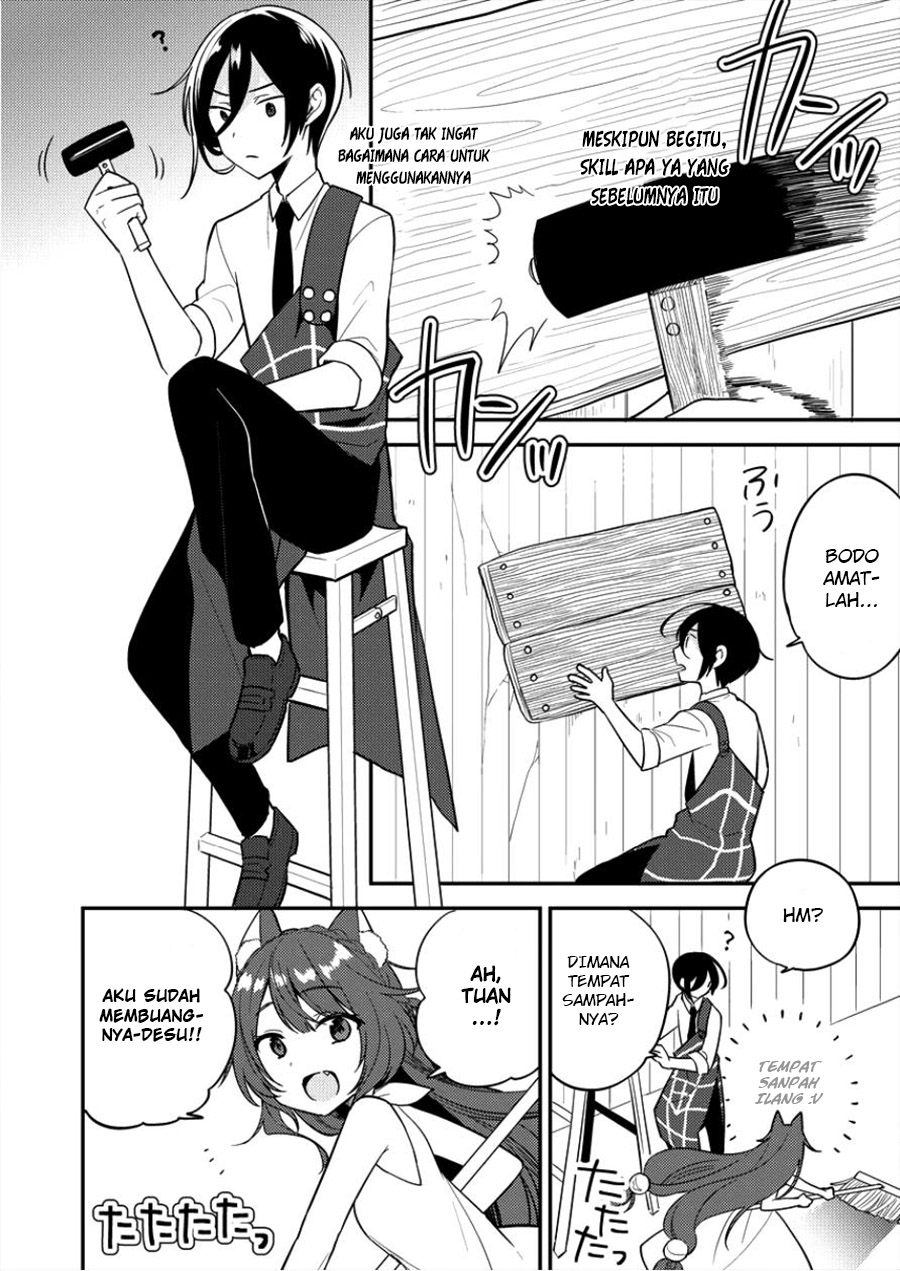 カンッ
MESKIPUN BEGITU,
SKILL APA YA YANG
SEBELUMNYA ITU
カンッ
?
AKU JUGA TAK INGAT
BAGAIMANA CARA UNTUK
MENGGUNAKANNYA
ふぅ
BODO
AMAT-
LAH...
HM?
?
DIMANA
TEMPAT
SAMPAH-
NYA?
TEMPAT
SANPAH
ILANG :V
たたたっ
AH,
TUAN
...!
AKU SUDAH
MEMBUANG-
NYA-DESU!!
たたたたっ